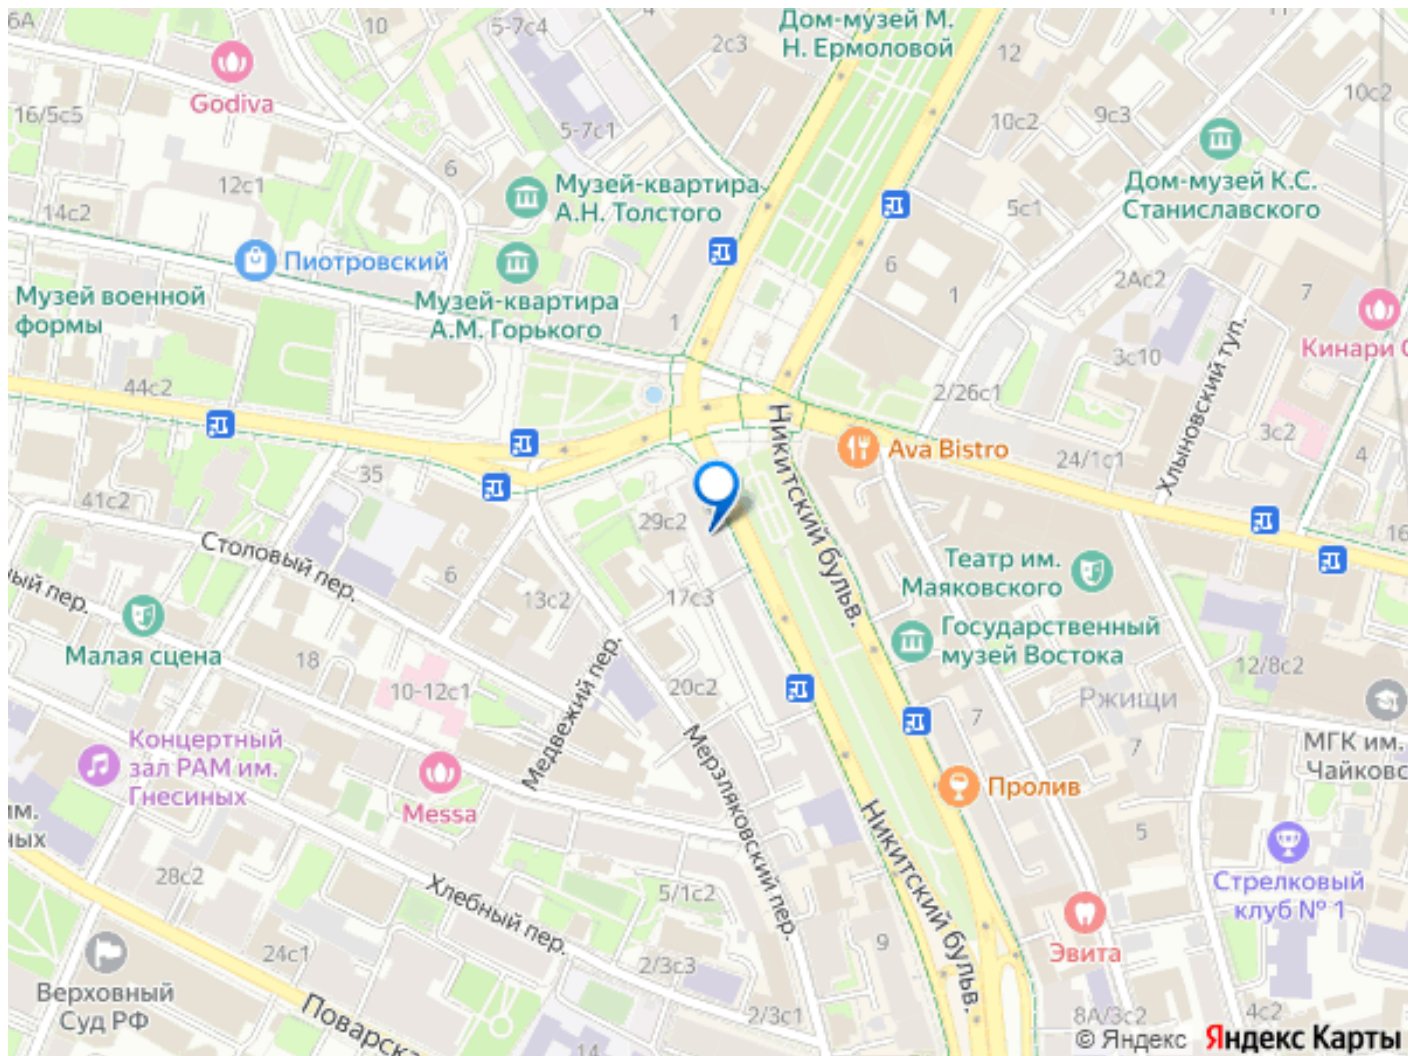 6А
10
5-7с4
2с3
Дом-музей М.
Н. Ермоловой
12
11
Godiva
16/5с5
10с2
9с3
10с2
5-7с1
6
12с1
14с2
Музей-квартира
А.Н. Толстого
Дом-музей К.С.
Станиславского
5с1
Пиотровский
Музей военной
формы
Музей-квартира
А.М. Горького
1
6
1
2Ас2
7
Кинари С
3с10
2/26с1
Хлыновский туп.
44с2
3с2
4
Ava Bistro
24/1с1
Никитский бульв.
35
41с2
29с2
16
Столовый пер.
ный пер.
6
13с2
17с3
Театр им.
Маяковского
Малая сцена
Государственный
музей Востока
18
10-12с1
20с2
Медвежий пер.
12/8с2
Ржищи
7
7
МГК им.
Чайковс
Концертный
зал РАМ им.
Гнесиных
Мерзляковский пер.
Messa
им.
ных
Пролив
Никитский бульв.
5
28с2
5/1с2
Хлебный пер.
Стрелковый
клуб № 1
Эвита
9
24с1
2/3с3
Верховный
Суд РФ
Поварска
2/3с1
14
8А/3с2
4с2
© Яндекс Яндекс Карты